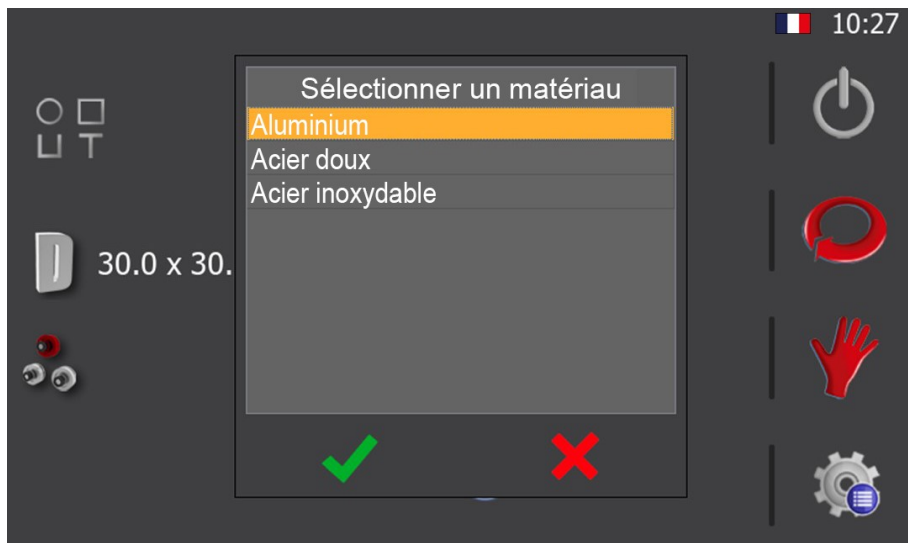 10:27
Sélectionner un matériau
Aluminium
Acier doux
Acier inoxydable
30.0 x 30.